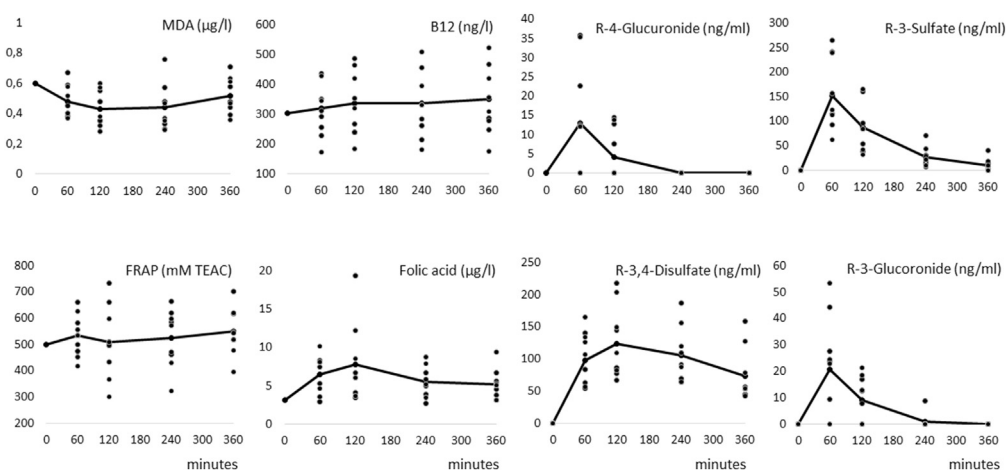 MDA (µg/l)
1
0,8
0,6
0,4
0,2
0
0 60 120 180 240 300 360
B12 (ng/l)
600
500
400
300
200
100
0 60 120 180 240 300 360
R-4-Glucuronide (ng/ml)
40
35
30
25
20
15
10
5
0
0 60 120 180 240 300 360
R-3-Sulfate (ng/ml)
300
250
200
150
100
50
0
0 60 120 180 240 300 360
FRAP (mM TEAC)
800
700
600
500
400
300
200
0 60 120 180 240 300 360
minutes
Folic acid (µg/l)
20
15
10
5
0
0 60 120 180 240 300 360
minutes
R-3,4-Disulfate (ng/ml)
250
200
150
100
50
0
0 60 120 180 240 300 360
minutes
R-3-Glucoronide (ng/ml)
60
50
40
30
20
10
0
0 60 120 180 240 300 360
minutes